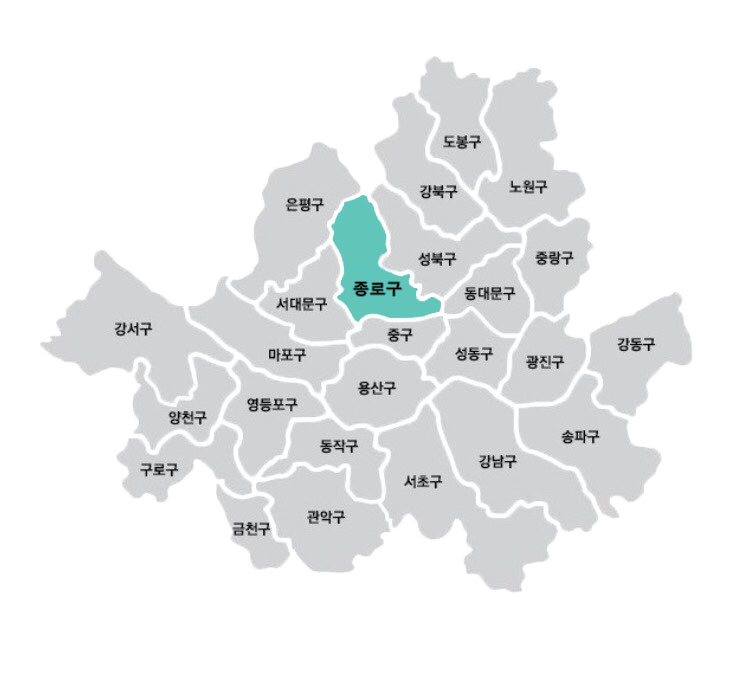 도봉구
강북구
노원구
은평구
성북구
중랑구
종로구
동대문구
서대문구
강서구
중구
마포구
성동구
광진구
강동구
용산구
영등포구
양천구
동작구
송파구
구로구
강남구
서초구
관악구
금천구